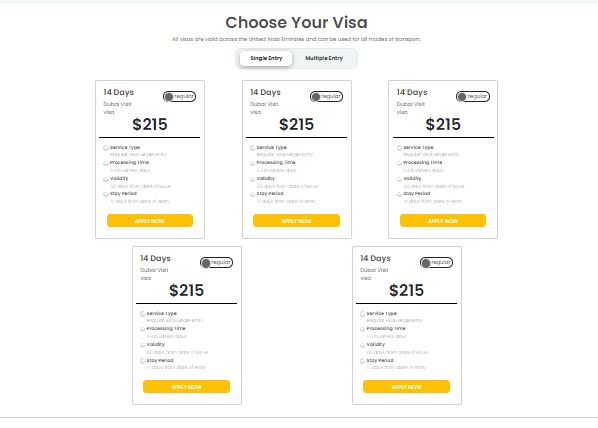 Choose Your Visa
All visas are valid across the United Arab Emirates and can be used for all modes of transport.
Single Entry
Multiple Entry
14 Days
regular
Dubai Visit
visa
$215
Service Type
Regular Visa-Single Entry
Processing Time
1-3 business days
Validity
60 days from date of issue
Stay Period
14 days from date of entry
APPLY NOW
14 Days
regular
Dubai Visit
visa
$215
Service Type
Regular Visa-Single Entry
Processing Time
1-3 business days
Validity
60 days from date of issue
Stay Period
14 days from date of entry
APPLY NOW
14 Days
regular
Dubai Visit
visa
$215
Service Type
Regular Visa-Single Entry
Processing Time
1-3 business days
Validity
60 days from date of issue
Stay Period
14 days from date of entry
APPLY NOW
14 Days
regular
Dubai Visit
visa
$215
Service Type
Regular Visa-Single Entry
Processing Time
1-3 business days
Validity
60 days from date of issue
Stay Period
14 days from date of entry
APPLY NOW
14 Days
regular
Dubai Visit
visa
$215
Service Type
Regular Visa-Single Entry
Processing Time
1-3 business days
Validity
60 days from date of issue
Stay Period
14 days from date of entry
APPLY NOW